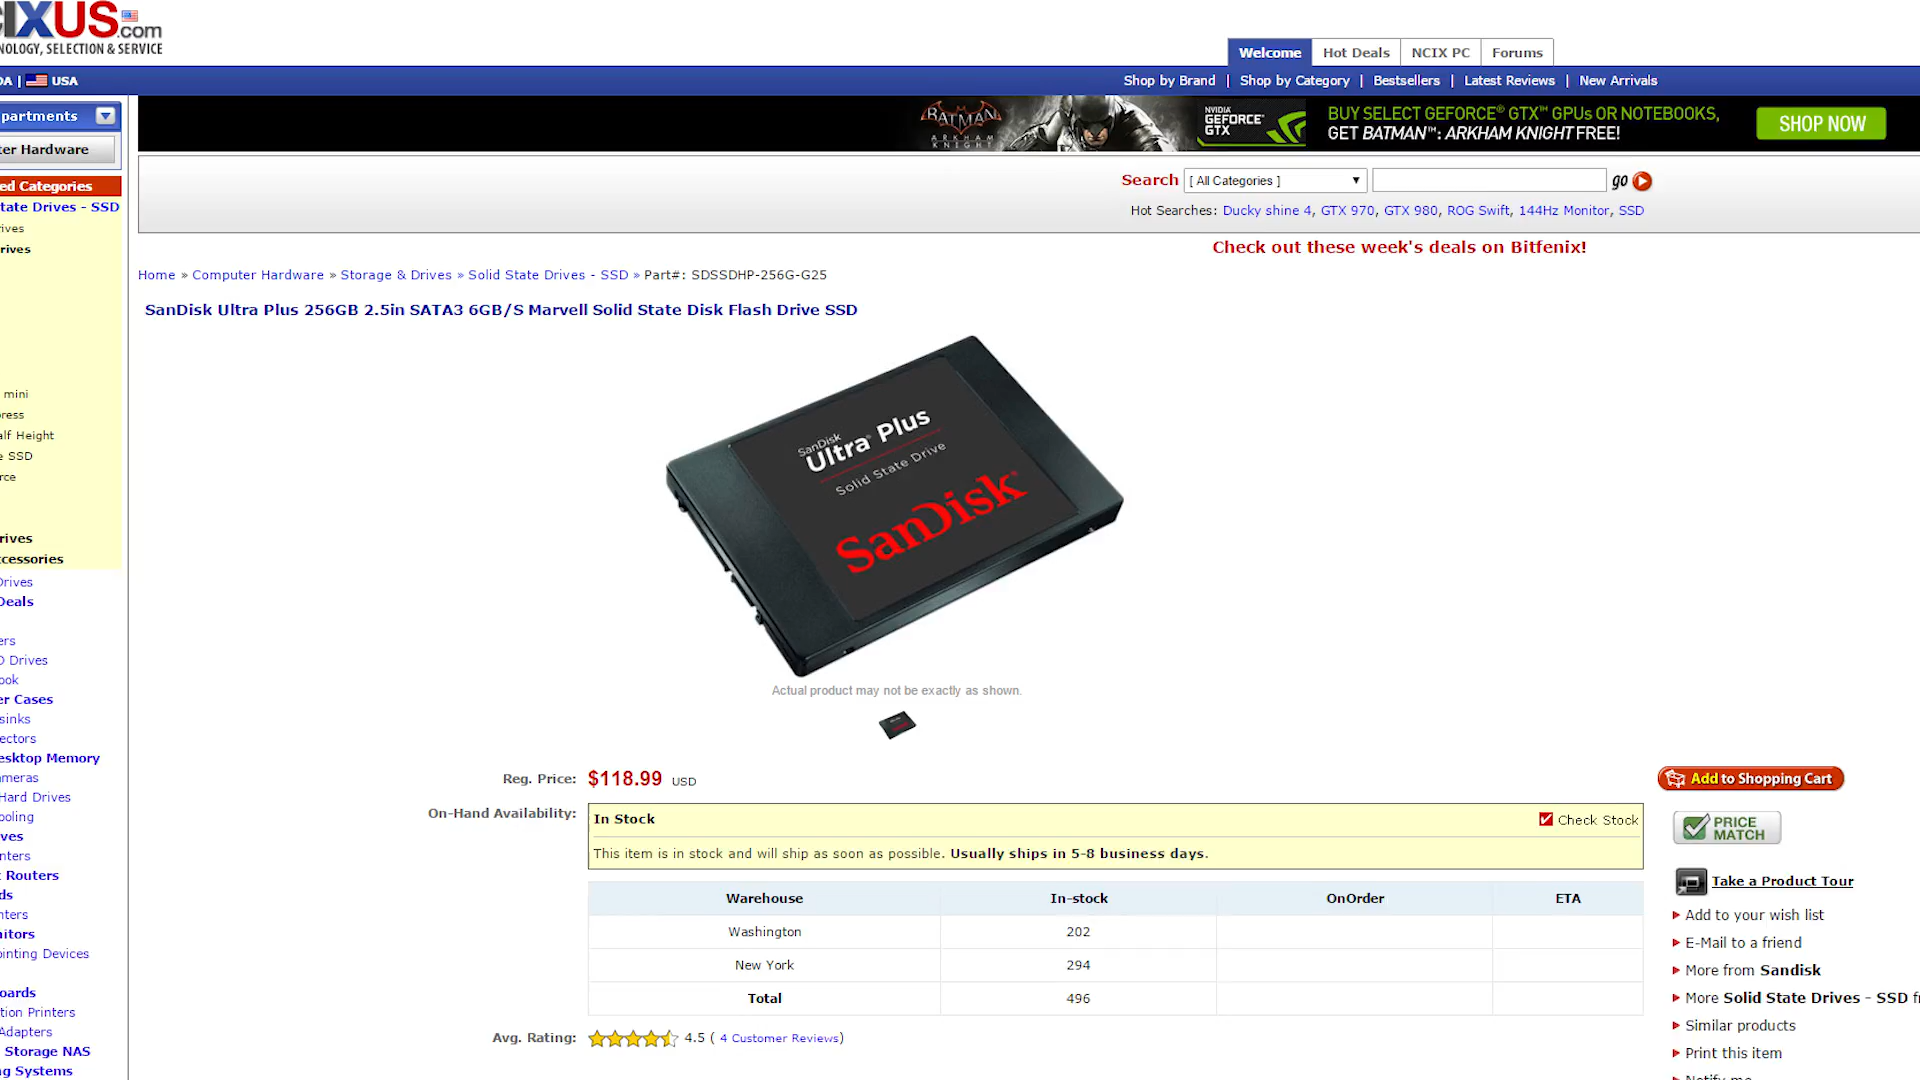 IXUS.com
NOLOGY, SELECTION & SERVICE
Welcome
Hot Deals
NCIX PC
Forums
DA | USA
Shop by Brand | Shop by Category | Bestsellers | Latest Reviews | New Arrivals
partments
ter Hardware
ed Categories
tate Drives - SSD
rives
rives
mini
press
alf Height
e SSD
rce
rives
ccessories
Drives
Deals
ers
D Drives
ook
er Cases
sinks
ectors
esktop Memory
ameras
Hard Drives
ooling
ves
nters
t Routers
ds
nters
nitors
ointing Devices
oards
tion Printers
Adapters
Storage NAS
ng Systems
BATMAN
ARKHAM
KNIGHT
NVIDIA
GEFORCE
GTX
BUY SELECT GEFORCE® GTX™ GPUs OR NOTEBOOKS,
GET BATMAN™: ARKHAM KNIGHT FREE!
SHOP NOW
Search [ All Categories ] go
Hot Searches: Ducky shine 4, GTX 970, GTX 980, ROG Swift, 144Hz Monitor, SSD
Check out these week's deals on Bitfenix!
Home » Computer Hardware » Storage & Drives » Solid State Drives - SSD » Part#: SDSSDHP-256G-G25
SanDisk Ultra Plus 256GB 2.5in SATA3 6GB/S Marvell Solid State Disk Flash Drive SSD
SanDisk
Ultra Plus
Solid State Drive
SanDisk
Actual product may not be exactly as shown.
Reg. Price: $118.99 USD
On-Hand Availability:
In Stock
Check Stock
This item is in stock and will ship as soon as possible. Usually ships in 5-8 business days.
Warehouse In-stock OnOrder ETA
Washington 202
New York 294
Total 496
Avg. Rating: 4.5 ( 4 Customer Reviews)
Add to Shopping Cart
PRICE
MATCH
Take a Product Tour
Add to your wish list
E-Mail to a friend
More from Sandisk
More Solid State Drives - SSD fr
Similar products
Print this item
Notify me